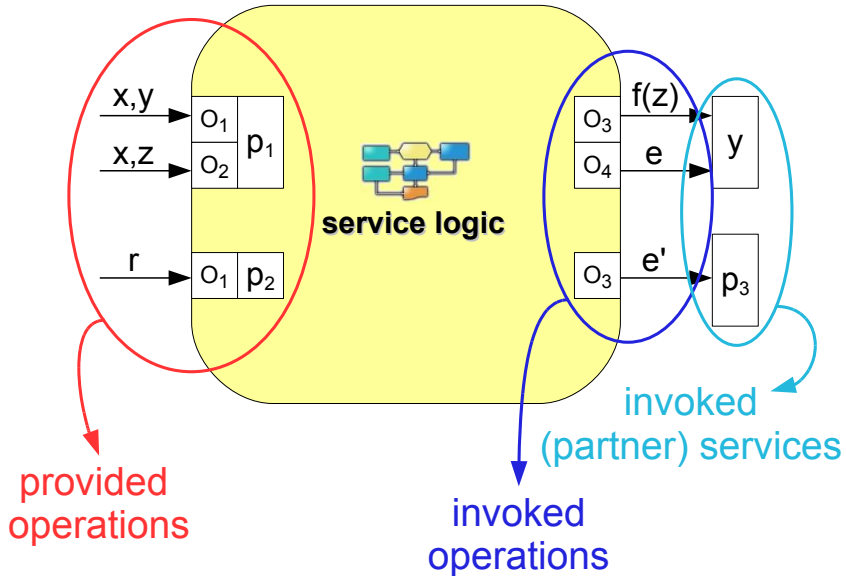 x,y
O₁
p₁
x,z
O₂
r
O₁ p₂
service logic
f(z)
O₃
y
e
O₄
e'
O₃
p₃
provided
operations
invoked
operations
invoked
(partner) services